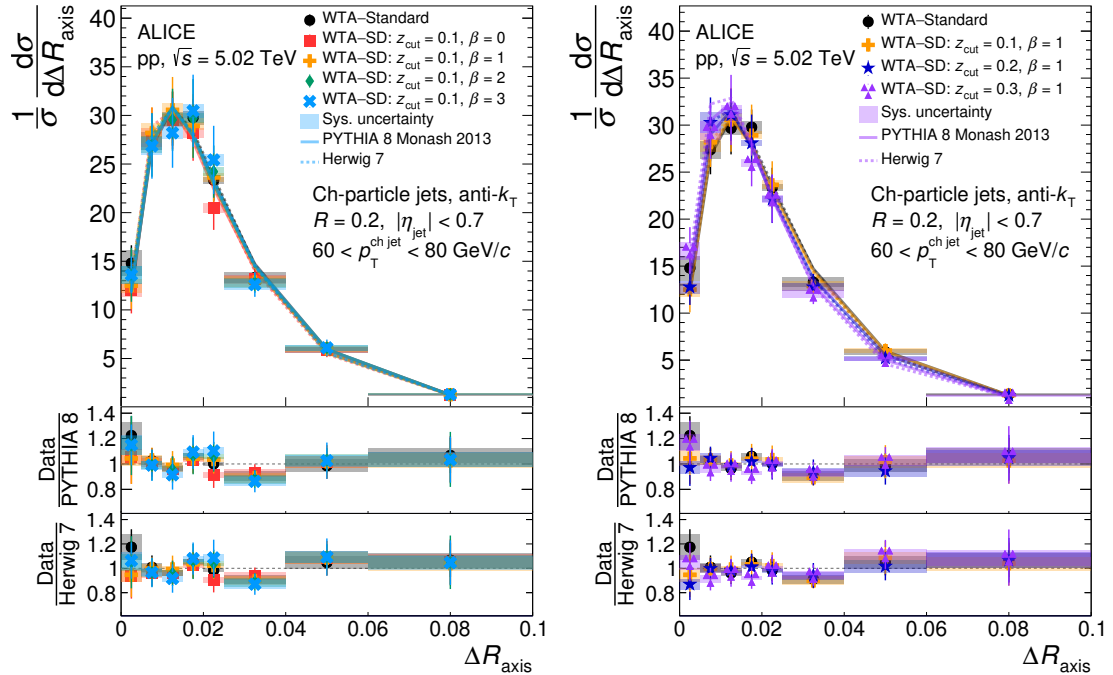 1/σ dσ/dΔR_axis
40
35
30
25
20
15
10
5
ALICE
pp, √s = 5.02 TeV
WTA–Standard
WTA–SD: z_cut = 0.1, β = 0
WTA–SD: z_cut = 0.1, β = 1
WTA–SD: z_cut = 0.1, β = 2
WTA–SD: z_cut = 0.1, β = 3
Sys. uncertainty
PYTHIA 8 Monash 2013
Herwig 7
Ch-particle jets, anti-k_T
R = 0.2, |η_jet| < 0.7
60 < p_T^ch jet < 80 GeV/c
Data
PYTHIA 8
1.4
1.2
1
0.8
Data
Herwig 7
1.4
1.2
1
0.8
0 0.02 0.04 0.06 0.08 0.1
ΔR_axis
1/σ dσ/dΔR_axis
40
35
30
25
20
15
10
5
ALICE
pp, √s = 5.02 TeV
WTA–Standard
WTA–SD: z_cut = 0.1, β = 1
WTA–SD: z_cut = 0.2, β = 1
WTA–SD: z_cut = 0.3, β = 1
Sys. uncertainty
PYTHIA 8 Monash 2013
Herwig 7
Ch-particle jets, anti-k_T
R = 0.2, |η_jet| < 0.7
60 < p_T^ch jet < 80 GeV/c
Data
PYTHIA 8
1.4
1.2
1
0.8
Data
Herwig 7
1.4
1.2
1
0.8
0 0.02 0.04 0.06 0.08 0.1
ΔR_axis